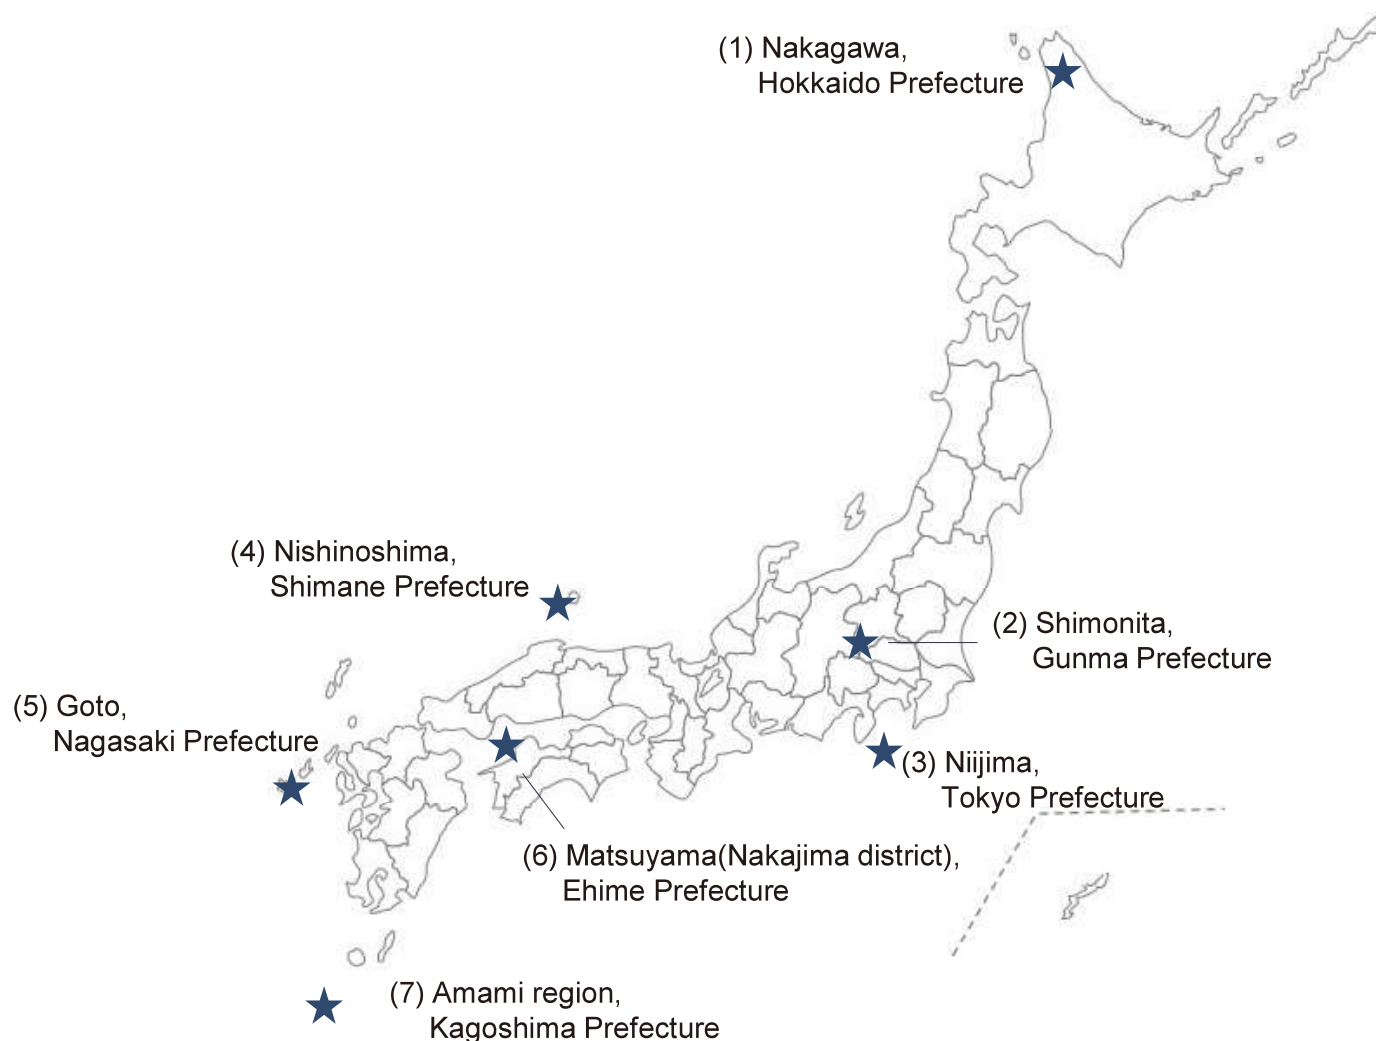 (1) Nakagawa,
Hokkaido Prefecture
(4) Nishinoshima,
Shimane Prefecture
(2) Shimonita,
Gunma Prefecture
(5) Goto,
Nagasaki Prefecture
(3) Niijima,
Tokyo Prefecture
(6) Matsuyama(Nakajima district),
Ehime Prefecture
(7) Amami region,
Kagoshima Prefecture